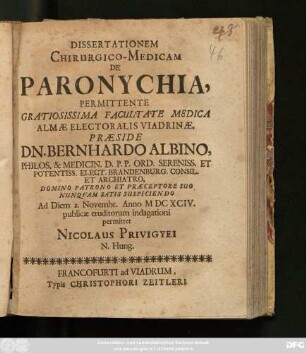 DISSERTATIONEM
CHIRURGICO-MEDICAM
DE
PARONYCHIA,
PERMITTENTE
GRATIOSISSIMA FACULTATE MEDICA
ALMÆ ELECTORALIS VIADRINÆ,
PRÆSIDE
DN. BERNHARDO ALBINO,
PHILOS. & MEDICIN. D. P.P. ORD. SERENISS. ET
POTENTISS. ELECT. BRANDENBURG. CONSIL.
ET ARCHIATRO,
DOMINO PATRONO ET PRÆCEPTORE SUO
NUNQUAM SATIS SUSPICIENDO
Ad Diem 2. Novembr. Anno M DC XCIV.
publicæ eruditorum indagationi
permittet
NICOLAUS PRIVIGYEI
N. Hung.
FRANCOFURTI ad VIADRUM,
Typis CHRISTOPHORI ZEITLERI
46